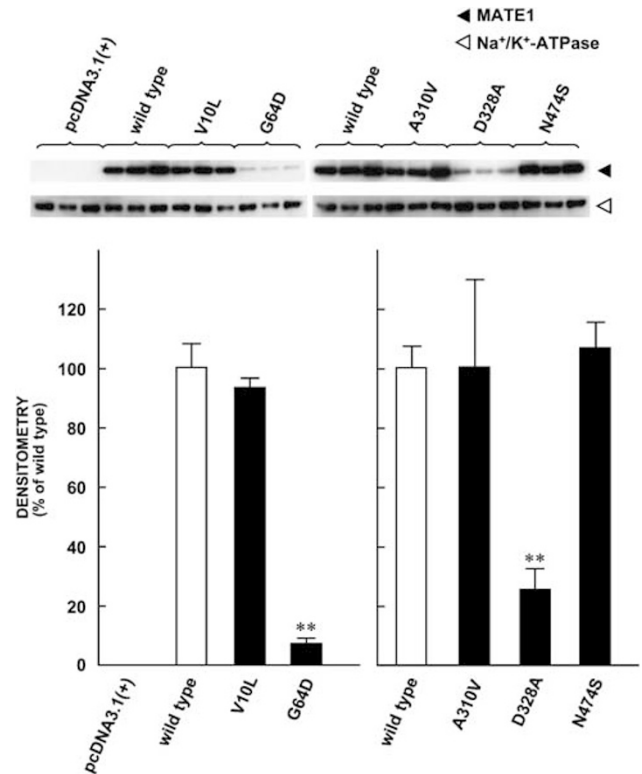 ◀ MATE1
◁ Na⁺/K⁺-ATPase
pcDNA3.1(+)
wild type
V10L
G64D
wild type
A310V
D328A
N474S
◀
◁
DENSITOMETRY
(% of wild type)
120
100
80
60
40
20
0
**
**
pcDNA3.1(+)
wild type
V10L
G64D
wild type
A310V
D328A
N474S